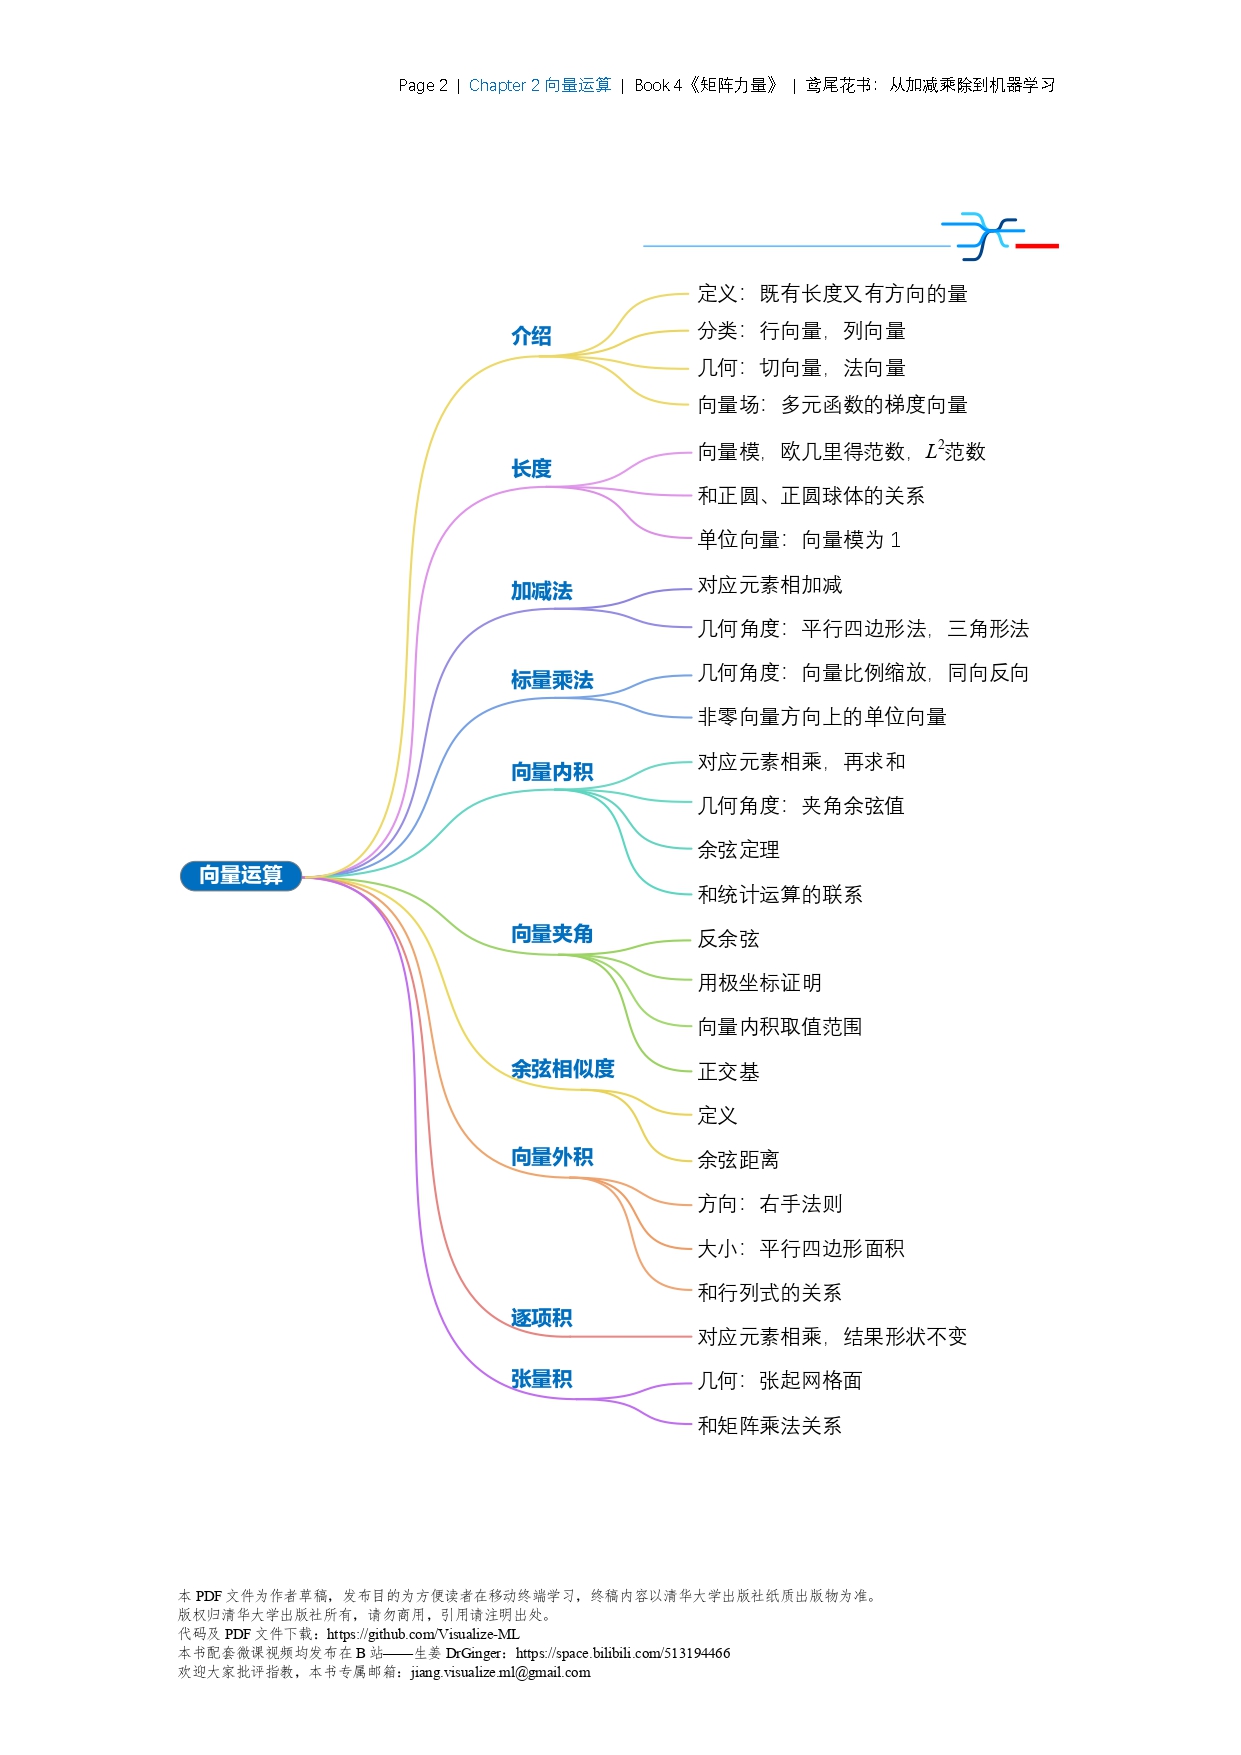 Page 2 | Chapter 2 向量运算 | Book 4《矩阵力量》 | 鸢尾花书：从加减乘除到机器学习
介绍
定义：既有长度又有方向的量
分类：行向量，列向量
几何：切向量，法向量
向量场：多元函数的梯度向量
长度
向量模，欧几里得范数，L²范数
和正圆、正圆球体的关系
单位向量：向量模为 1
加减法
对应元素相加减
几何角度：平行四边形法，三角形法
标量乘法
几何角度：向量比例缩放，同向反向
非零向量方向上的单位向量
向量内积
对应元素相乘，再求和
几何角度：夹角余弦值
余弦定理
和统计运算的联系
向量运算
向量夹角
反余弦
用极坐标证明
向量内积取值范围
正交基
余弦相似度
定义
余弦距离
向量外积
方向：右手法则
大小：平行四边形面积
和行列式的关系
逐项积
对应元素相乘，结果形状不变
张量积
几何：张起网格面
和矩阵乘法关系
本 PDF 文件为作者草稿，发布目的为方便读者在移动终端学习，终稿内容以清华大学出版社纸质出版物为准。
版权归清华大学出版社所有，请勿商用，引用请注明出处。
代码及 PDF 文件下载：https://github.com/Visualize-ML
本书配套微课视频均发布在 B 站——生姜 DrGinger：https://space.bilibili.com/513194466
欢迎大家批评指教，本书专属邮箱：jiang.visualize.ml@gmail.com